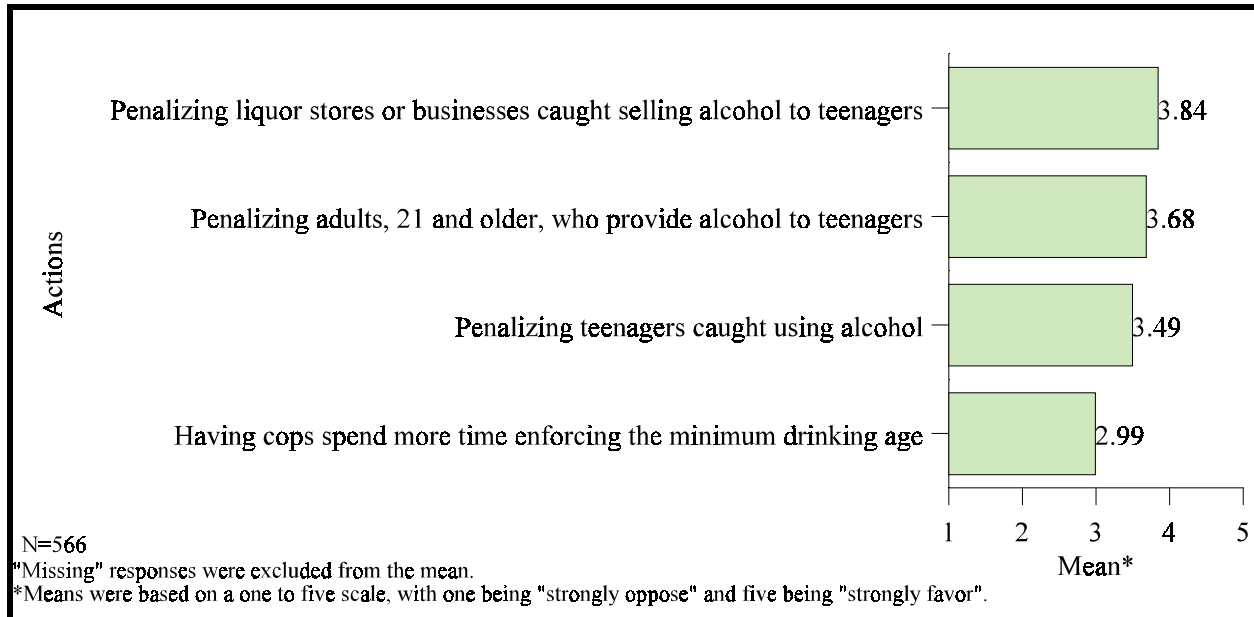 Penalizing liquor stores or businesses caught selling alcohol to teenagers
3.84
Penalizing adults, 21 and older, who provide alcohol to teenagers
3.68
Actions
Penalizing teenagers caught using alcohol
3.49
Having cops spend more time enforcing the minimum drinking age
2.99
1 2 3 4 5
Mean*
N=566
"Missing" responses were excluded from the mean.
*Means were based on a one to five scale, with one being "strongly oppose" and five being "strongly favor".